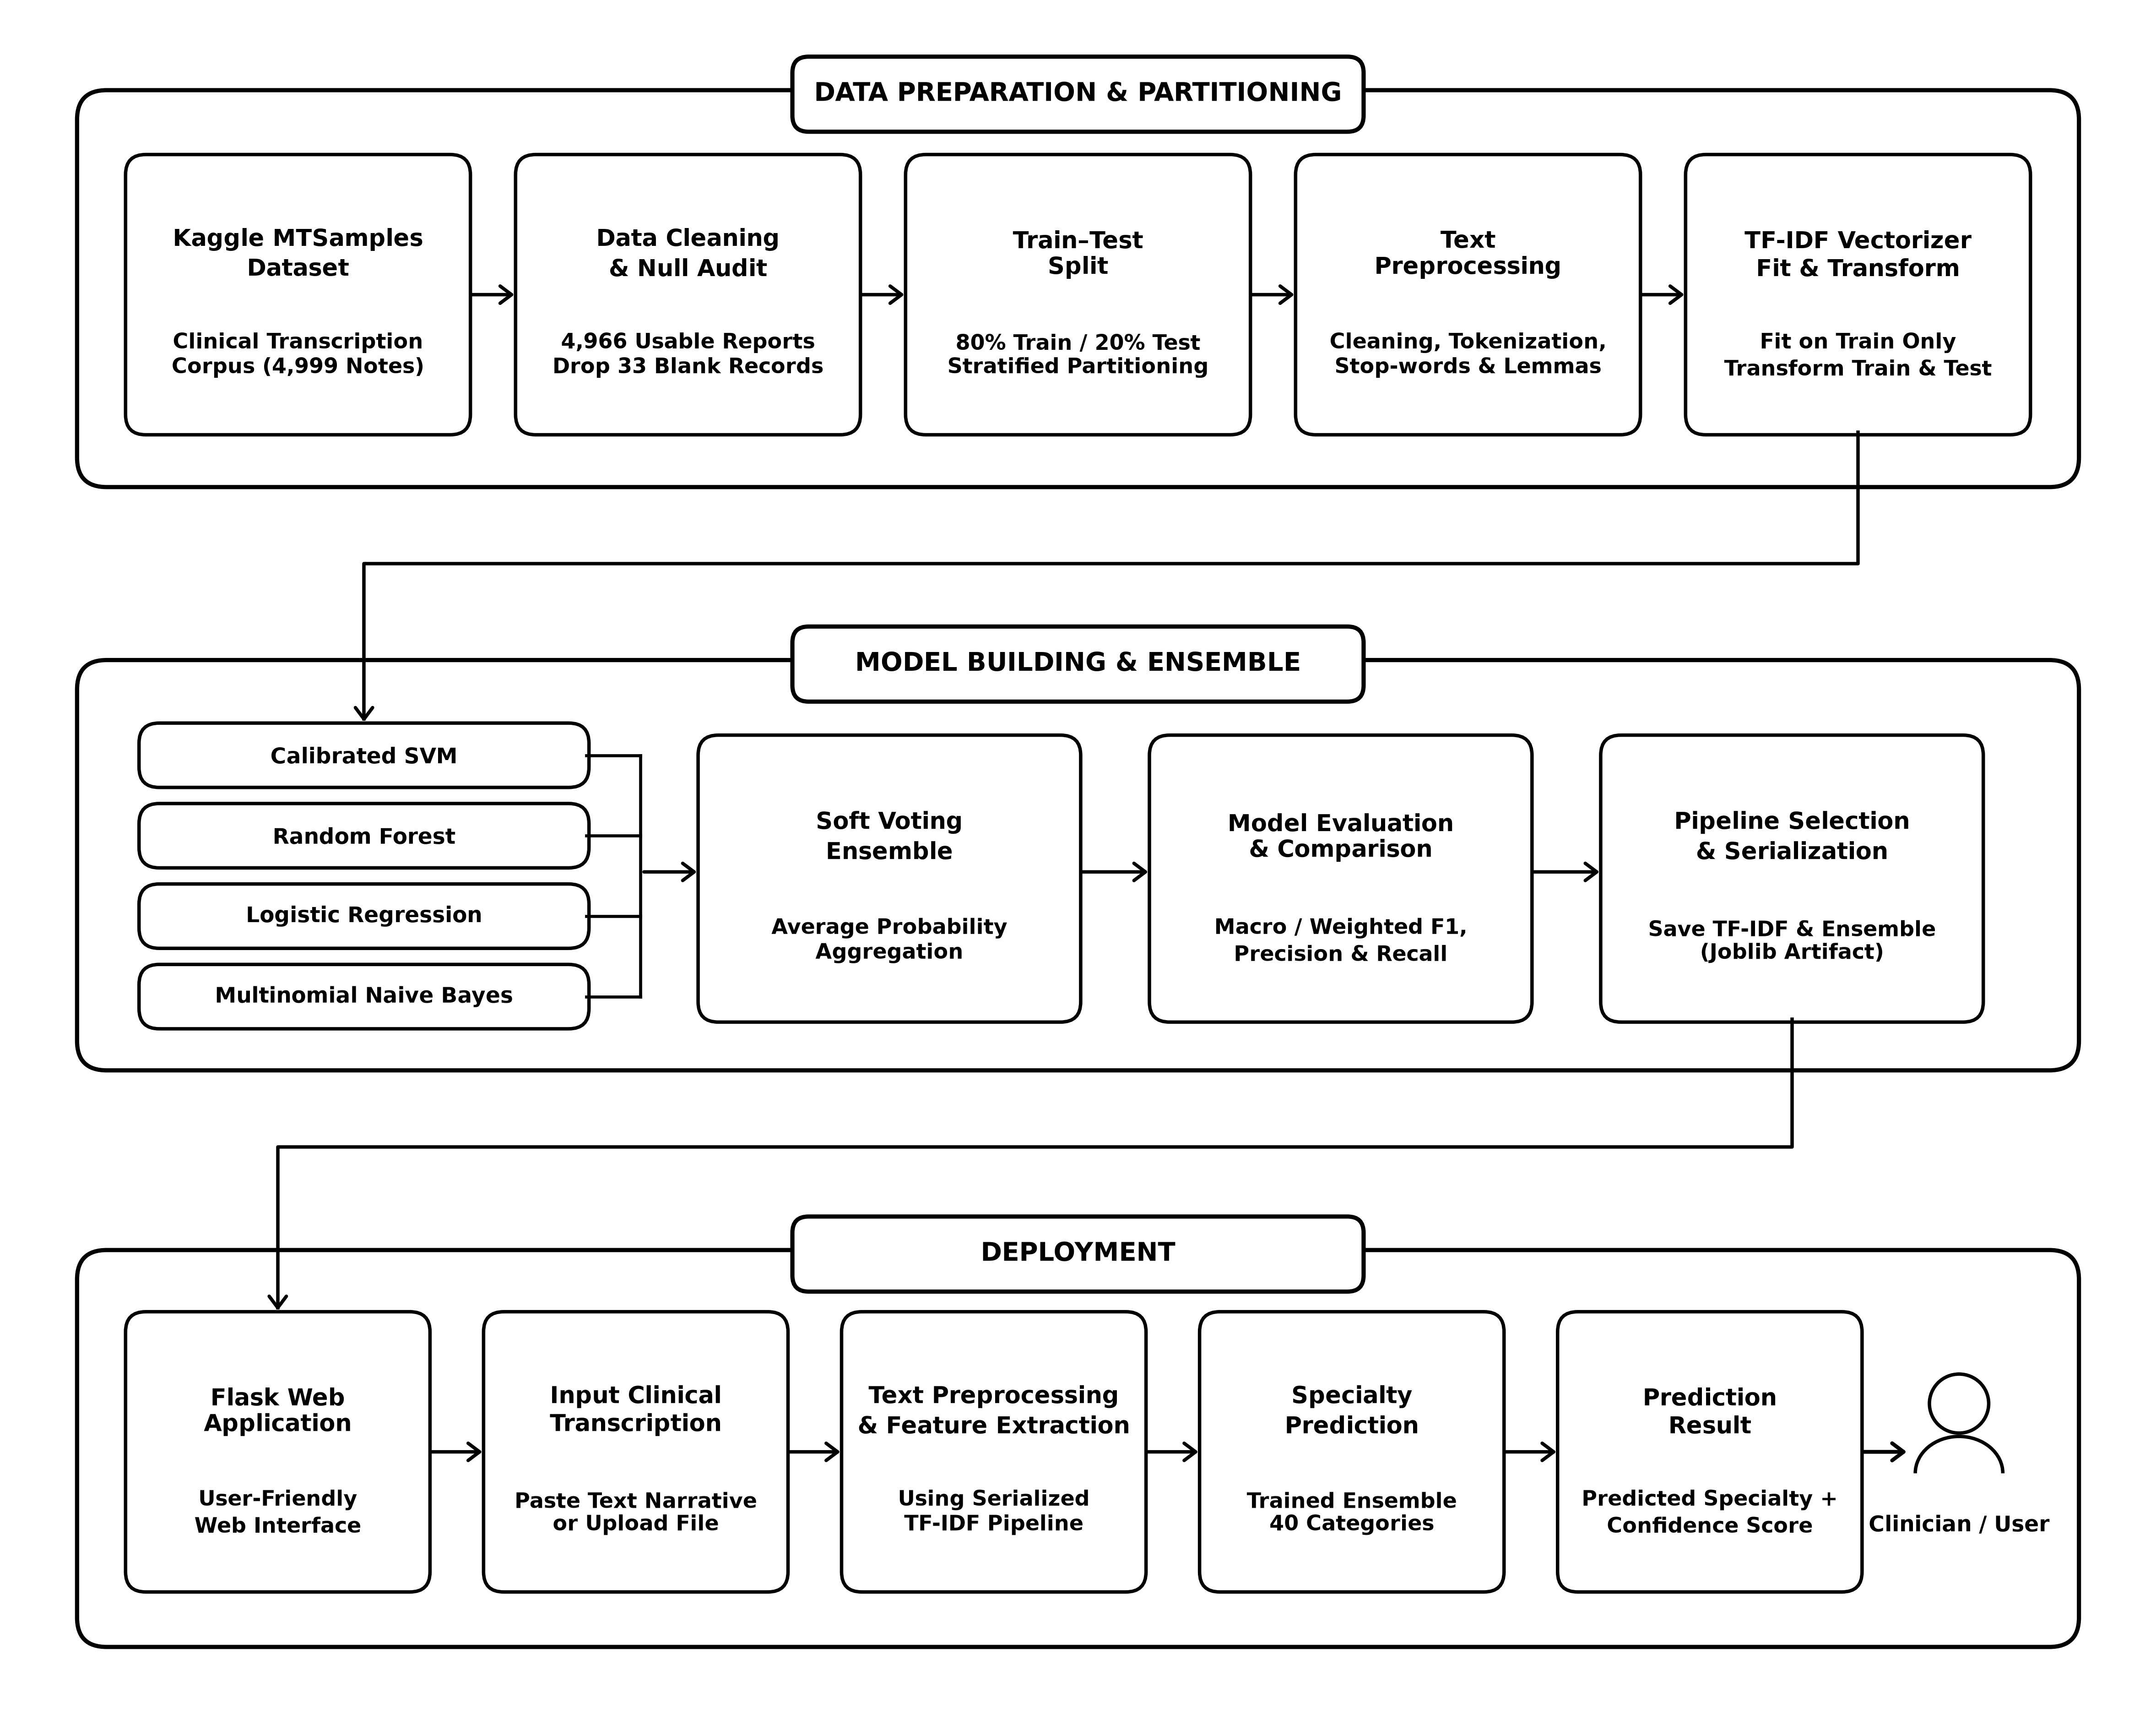 DATA PREPARATION & PARTITIONING
Kaggle MTSamples
Dataset
Clinical Transcription
Corpus (4,999 Notes)
Data Cleaning
& Null Audit
4,966 Usable Reports
Drop 33 Blank Records
Train–Test
Split
80% Train / 20% Test
Stratified Partitioning
Text
Preprocessing
Cleaning, Tokenization,
Stop-words & Lemmas
TF-IDF Vectorizer
Fit & Transform
Fit on Train Only
Transform Train & Test
MODEL BUILDING & ENSEMBLE
Calibrated SVM
Random Forest
Logistic Regression
Multinomial Naive Bayes
Soft Voting
Ensemble
Average Probability
Aggregation
Model Evaluation
& Comparison
Macro / Weighted F1,
Precision & Recall
Pipeline Selection
& Serialization
Save TF-IDF & Ensemble
(Joblib Artifact)
DEPLOYMENT
Flask Web
Application
User-Friendly
Web Interface
Input Clinical
Transcription
Paste Text Narrative
or Upload File
Text Preprocessing
& Feature Extraction
Using Serialized
TF-IDF Pipeline
Specialty
Prediction
Trained Ensemble
40 Categories
Prediction
Result
Predicted Specialty +
Confidence Score
Clinician / User